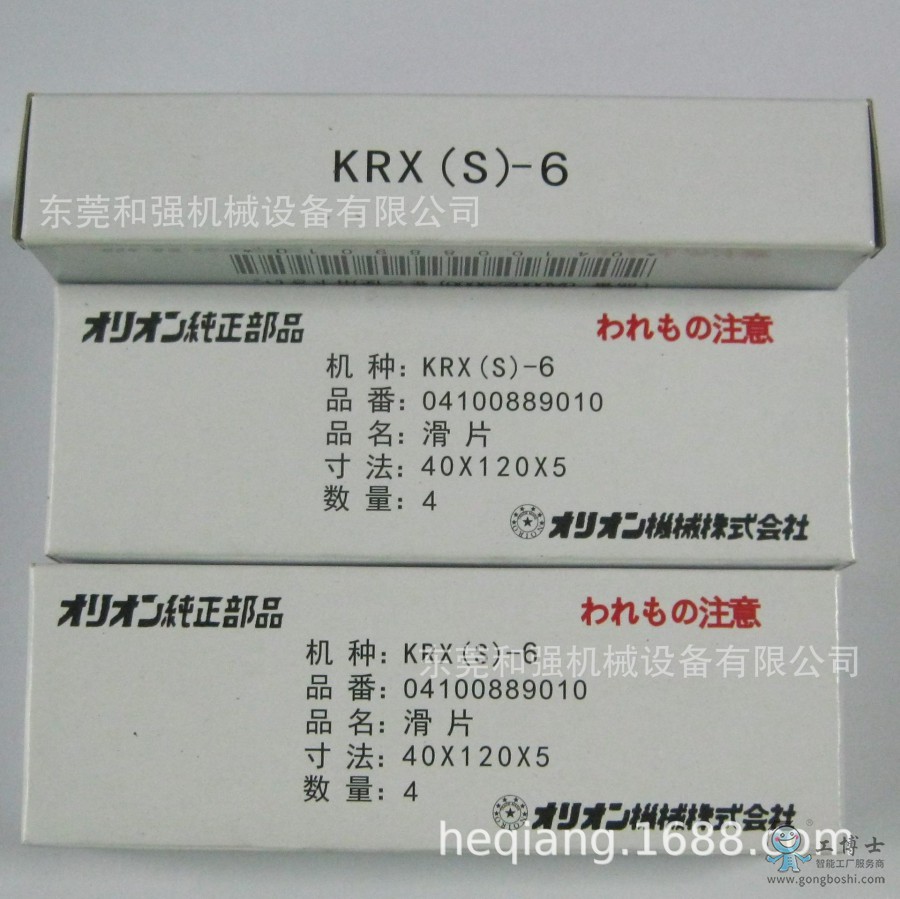 KRX(S)-6
东莞和强机械设备有限公司
*04100889010*
オリオン純正部品
われもの注意
机 种：KRX(S)-6
品 番：04100889010
品 名：滑 片
寸 法：40X120X5
数 量：4
オリオン機械株式会社
オリオン純正部品
われもの注意
机 种：KRX(S)-6
东莞和强机械设备有限公司
品 番：04100889010
品 名：滑 片
寸 法：40X120X5
数 量：4
オリオン機械株式会社
heqiang.1688.com
工博士
智能工厂服务商
www.gongboshi.com